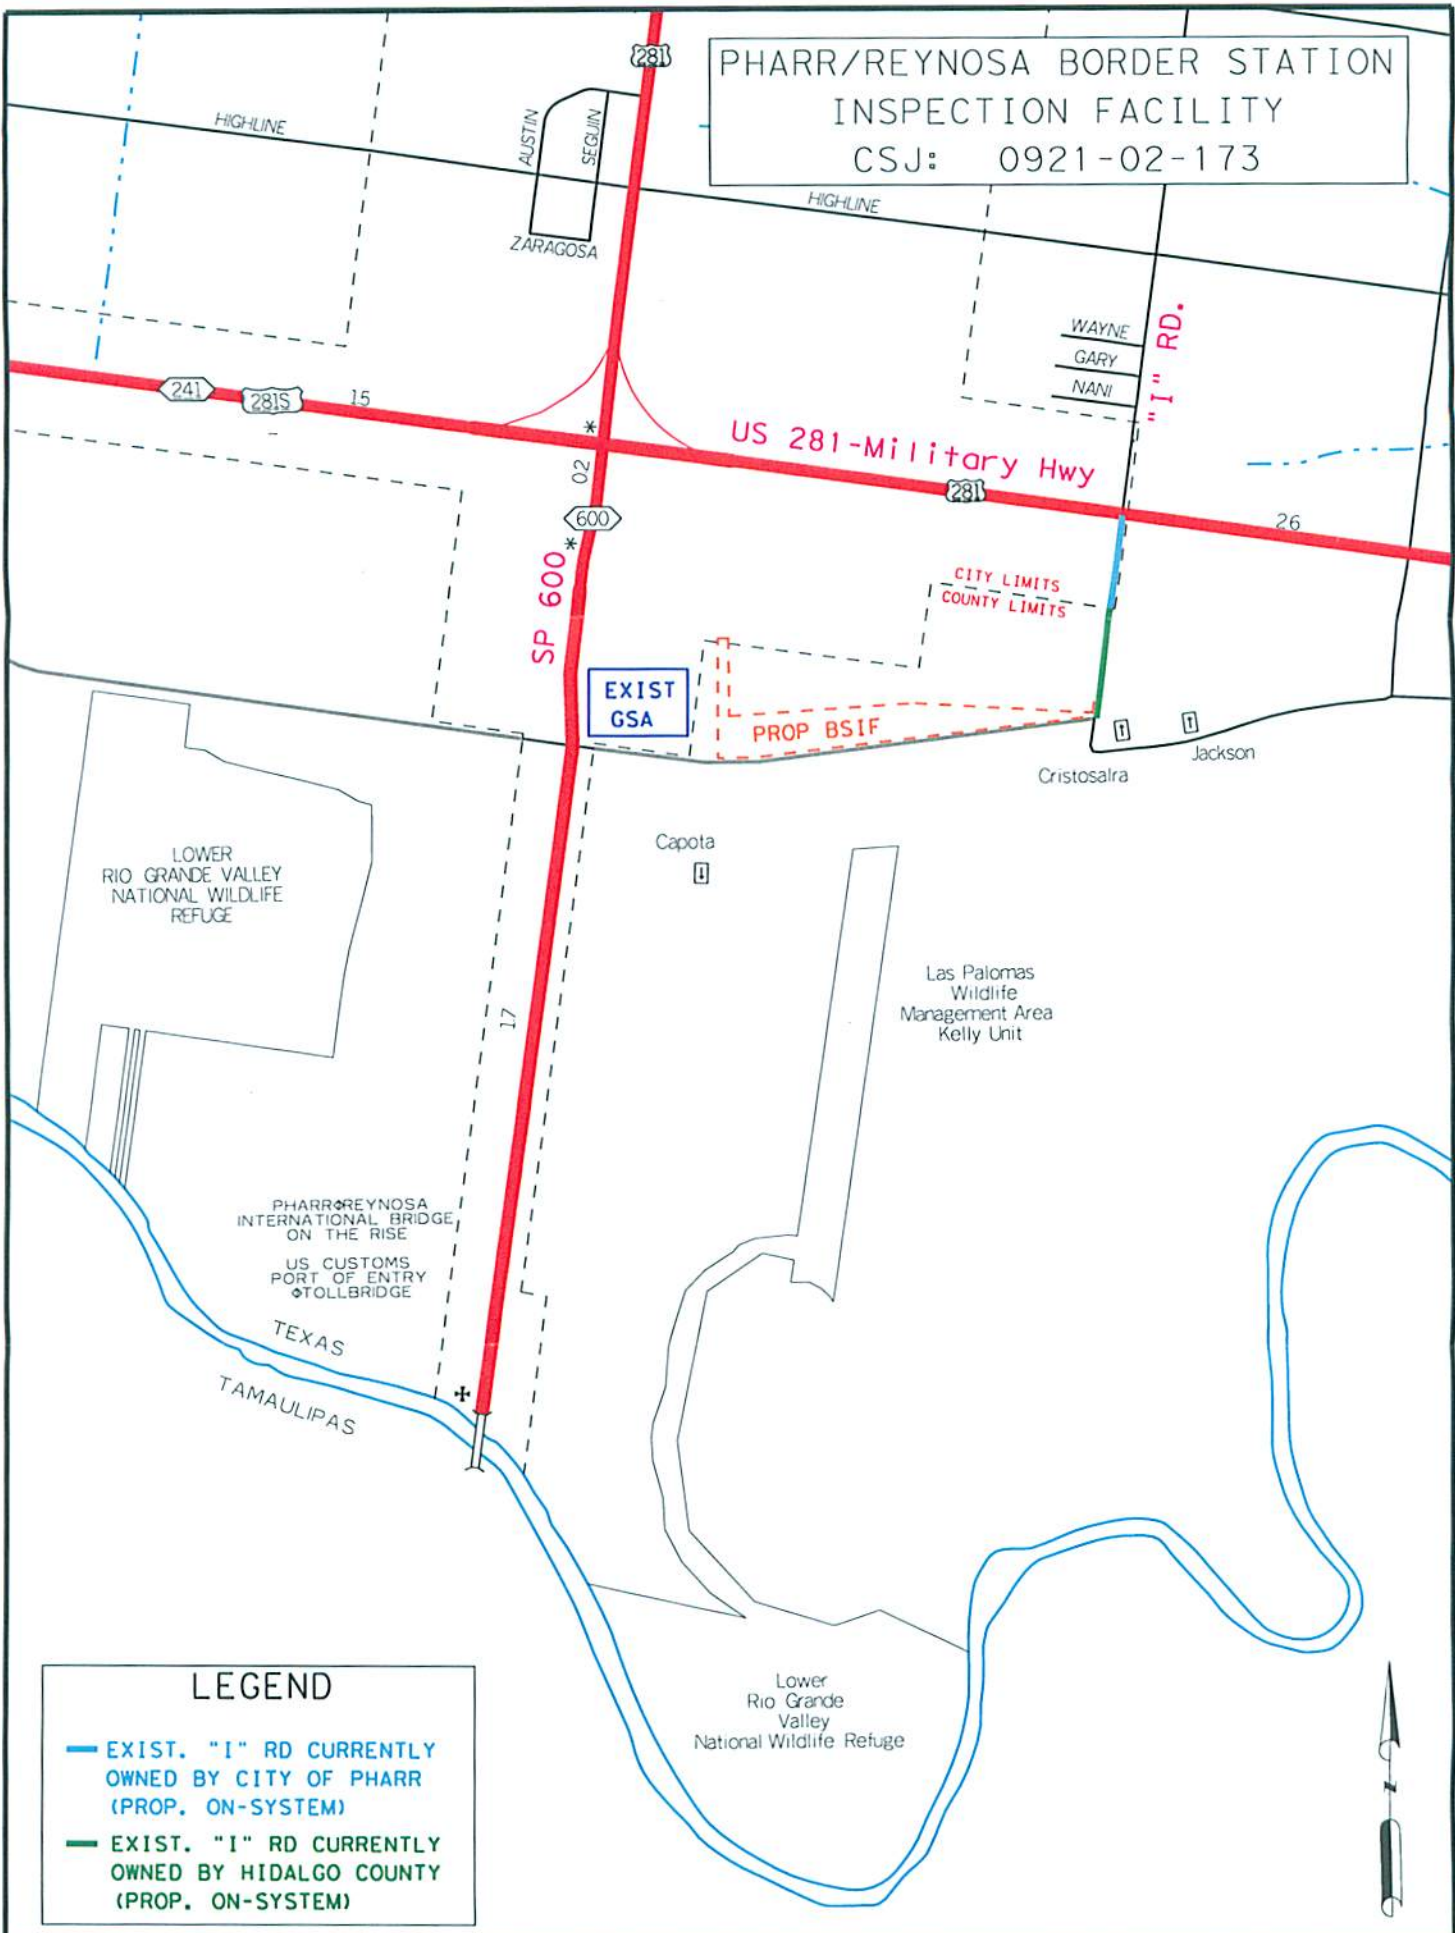 281
PHARR/REYNOSA BORDER STATION
INSPECTION FACILITY
CSJ: 0921-02-173
HIGHLINE
AUSTIN
SEGUIN
ZARAGOSA
HIGHLINE
WAYNE
GARY
NANI
"I" RD.
241
281S
15
*
02
US 281-Military Hwy
281
26
600
*
SP 600
CITY LIMITS
COUNTY LIMITS
EXIST
GSA
PROP BSIF
Cristosalra
Jackson
Capota
LOWER
RIO GRANDE VALLEY
NATIONAL WILDLIFE
REFUGE
17
Las Palomas
Wildlife
Management Area
Kelly Unit
PHARR⌀REYNOSA
INTERNATIONAL BRIDGE
ON THE RISE
US CUSTOMS
PORT OF ENTRY
⌀TOLLBRIDGE
TEXAS
TAMAULIPAS
Lower
Rio Grande
Valley
National Wildlife Refuge
LEGEND
EXIST. "I" RD CURRENTLY
OWNED BY CITY OF PHARR
(PROP. ON-SYSTEM)
EXIST. "I" RD CURRENTLY
OWNED BY HIDALGO COUNTY
(PROP. ON-SYSTEM)
N